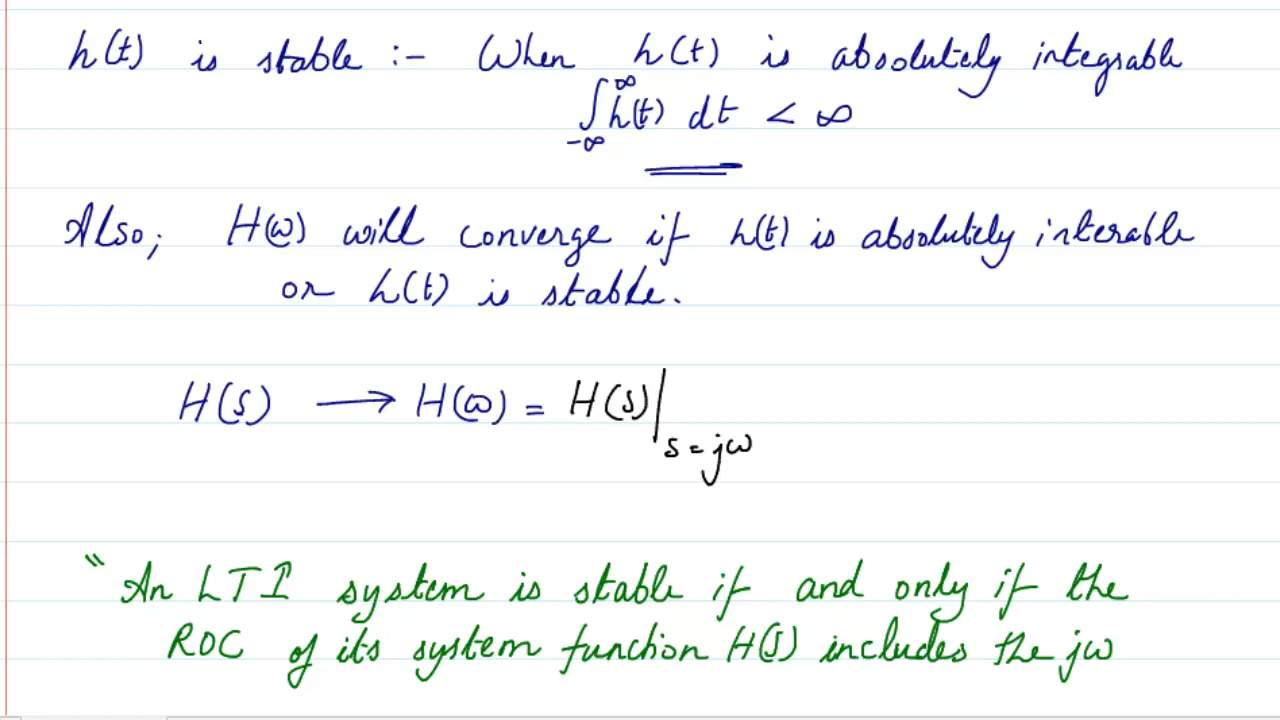 h(t) is stable :- When h(t) is absolutely integrable
∫_{-∞}^{∞} h(t) dt < ∞
Also; H(ω) will converge if h(t) is absolutely interable
or h(t) is stable.
H(s) → H(ω) = H(s)|_{s=jω}
"An LTI system is stable if and only if the
ROC of its system function H(s) includes the jω